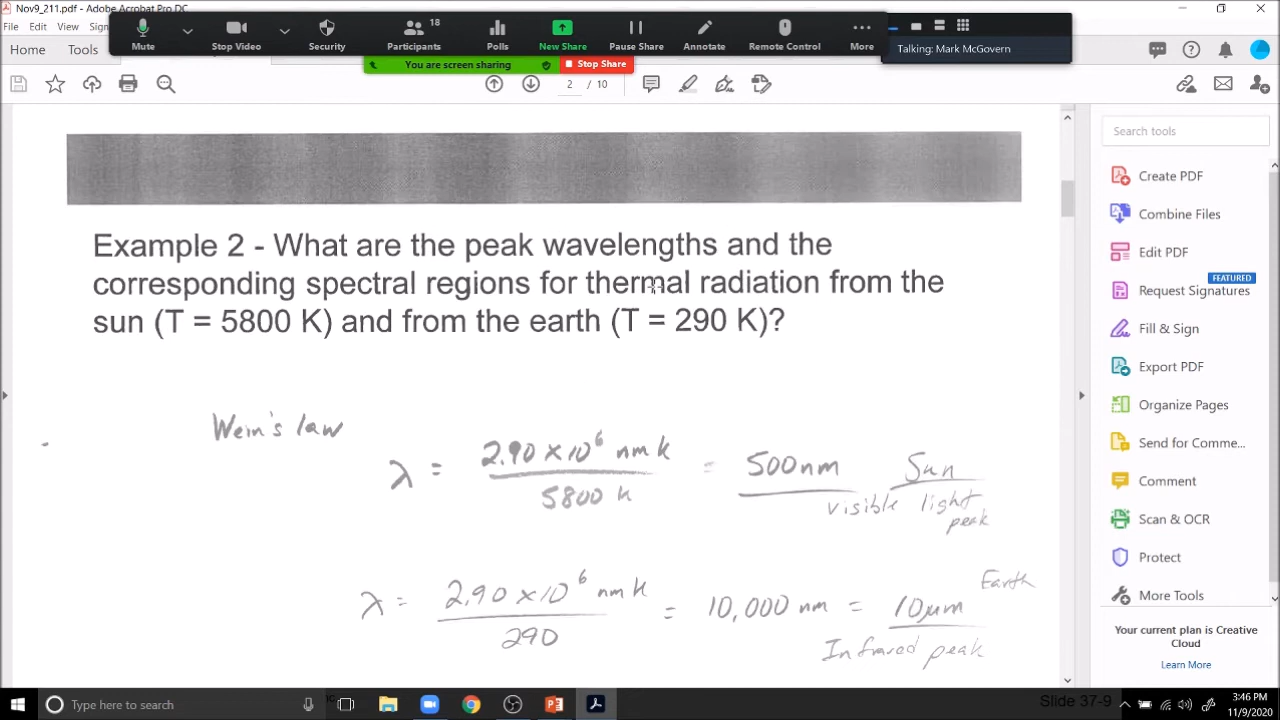 Nov9_211.pdf - Adobe Acrobat Pro DC
File Edit View Sign
Mute
Stop Video
Security
18
Participants
Polls
New Share
Pause Share
Annotate
Remote Control
More
Talking: Mark McGovern
You are screen sharing
Stop Share
Home Tools
2 / 10
Example 2 - What are the peak wavelengths and the
corresponding spectral regions for thermal radiation from the
sun (T = 5800 K) and from the earth (T = 290 K)?
Wein's law
λ = 2.90 × 10⁶ nm k = 500nm Sun
5800 k
visible light
peak
Earth
λ = 2.90 × 10⁶ nm k = 10,000 nm = 10μm
290
Infrared peak
Search tools
Create PDF
Combine Files
Edit PDF
FEATURED
Request Signatures
Fill & Sign
Export PDF
Organize Pages
Send for Comme...
Comment
Scan & OCR
Protect
More Tools
Your current plan is Creative
Cloud
Learn More
Type here to search
Slide 37-9
3:46 PM
11/9/2020